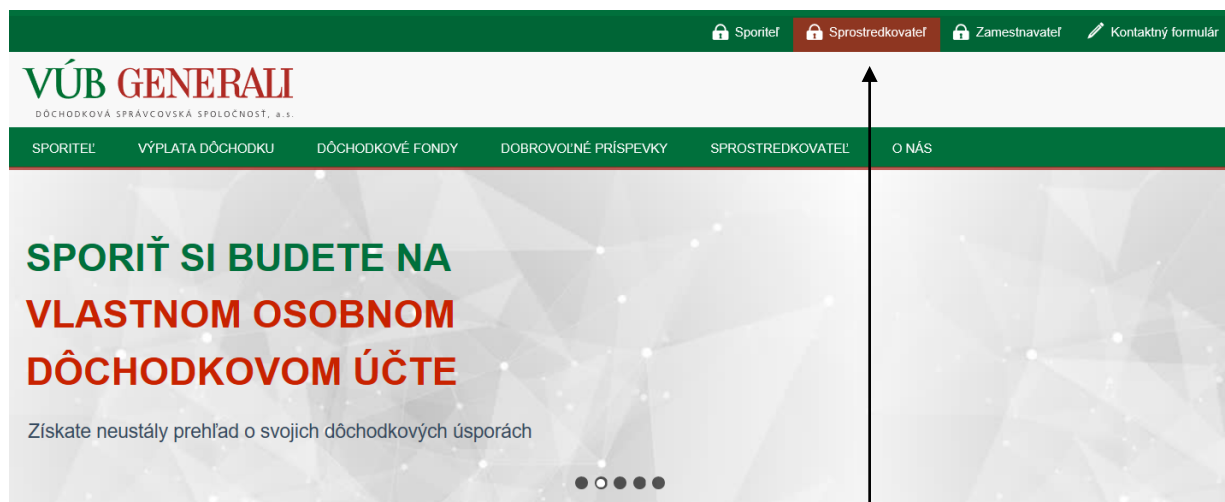 Sporiteľ Sprostredkovateľ Zamestnavateľ Kontaktný formulár
VÚB GENERALI
DÔCHODKOVÁ SPRÁVCOVSKÁ SPOLOČNOSŤ, a.s.
SPORITEĽ VÝPLATA DÔCHODKU DÔCHODKOVÉ FONDY DOBROVOĽNÉ PRÍSPEVKY SPROSTREDKOVATEĽ O NÁS
SPORIŤ SI BUDETE NA
VLASTNOM OSOBNOM
DÔCHODKOVOM ÚČTE
Získate neustály prehľad o svojich dôchodkových úsporách